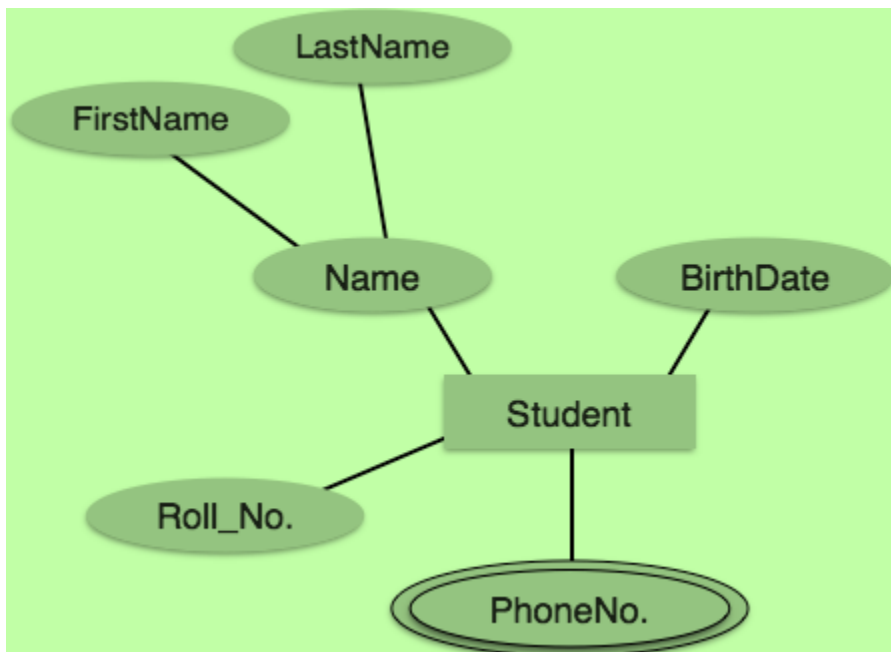 LastName
FirstName
Name
BirthDate
Student
Roll_No.
PhoneNo.